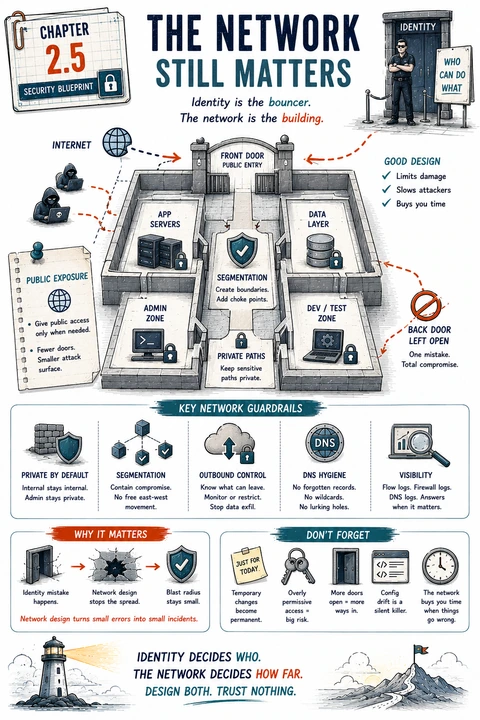 CHAPTER
2.5
SECURITY BLUEPRINT
THE NETWORK
STILL MATTERS
Identity is the bouncer.
The network is the building.
IDENTITY
WHO
CAN DO
WHAT
INTERNET
FRONT DOOR
PUBLIC ENTRY
GOOD DESIGN
Limits damage
Slows attackers
Buys you time
APP
SERVERS
DATA
LAYER
SEGMENTATION
Create boundaries.
Add choke points.
PUBLIC EXPOSURE
• Give public access
only when needed.
• Fewer doors.
Smaller attack
surface.
ADMIN
ZONE
DEV / TEST
ZONE
PRIVATE PATHS
Keep sensitive
paths private.
BACK DOOR
LEFT OPEN
One mistake.
Total compromise.
KEY NETWORK GUARDRAILS
DNS
PRIVATE BY DEFAULT
Internal stays internal.
Admin stays private.
SEGMENTATION
Contain compromise.
No free east-west
movement.
OUTBOUND CONTROL
Know what can leave.
Monitor or restrict.
Stop data exfil.
DNS HYGIENE
No forgotten records.
No wildcards.
No lurking holes.
VISIBILITY
Flow logs. Firewall logs.
DNS logs. Answers
when it matters.
WHY IT MATTERS
Identity mistake
happens.
Network design
stops the spread.
Blast radius
stays small.
Network design turns small errors into small incidents.
DON'T FORGET
JUST FOR
TODAY.
</>
Temporary
changes
become
permanent.
Overly
permissive
access =
big risk.
More doors
open = more
ways in.
Config
drift is a
silent killer.
The network
buys you time
when things
go wrong.
IDENTITY DECIDES WHO.
THE NETWORK DECIDES HOW FAR.
DESIGN BOTH. TRUST NOTHING.